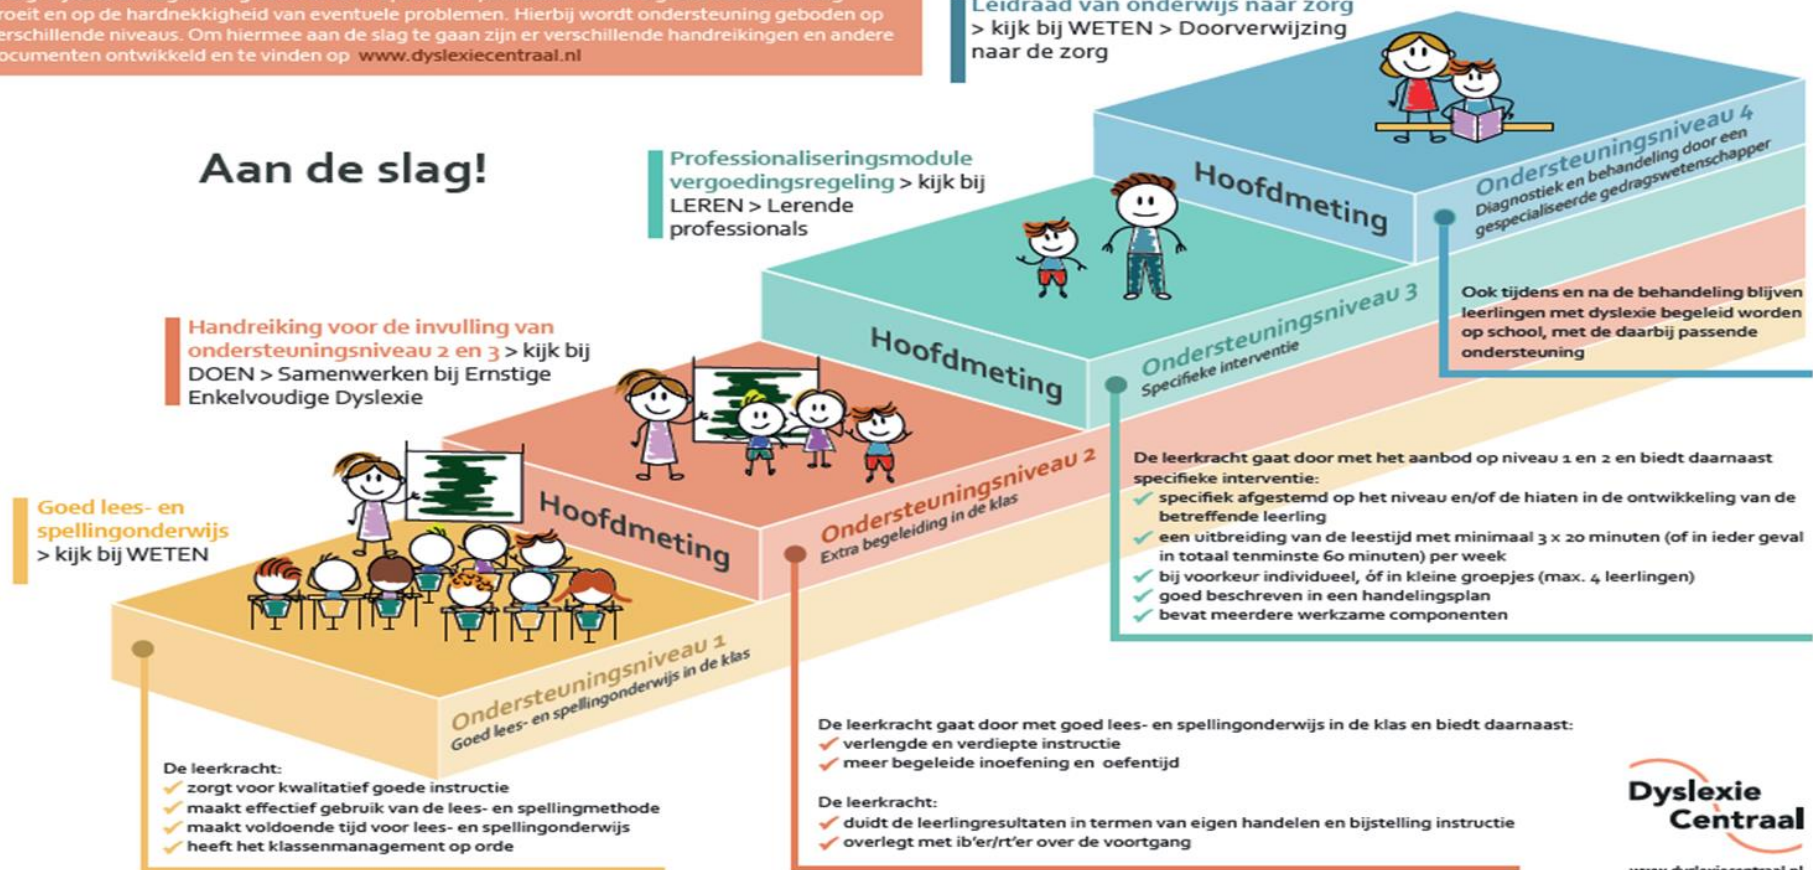 roeit en op de hardnekkigheid van eventuele problemen. Hierbij wordt ondersteuning geboden op
erschillende niveaus. Om hiermee aan de slag te gaan zijn er verschillende handreikingen en andere
ocumenten ontwikkeld en te vinden op www.dyslexiecentraal.nl
Leidraad van onderwijs naar zorg
> kijk bij WETEN > Doorverwijzing
naar de zorg
Aan de slag!
Professionaliseringsmodule
vergoedingsregeling > kijk bij
LEREN > Lerende
professionals
Handreiking voor de invulling van
ondersteuningsniveau 2 en 3 > kijk bij
DOEN > Samenwerken bij Ernstige
Enkelvoudige Dyslexie
Goed lees- en
spellingonderwijs
> kijk bij WETEN
Hoofdmeting
Ondersteuningsniveau 4
Diagnostiek en behandeling door een
gespecialiseerde gedragswetenschapper
Ook tijdens en na de behandeling blijven
leerlingen met dyslexie begeleid worden
op school, met de daarbij passende
ondersteuning
Hoofdmeting
Ondersteuningsniveau 3
Specifieke interventie
De leerkracht gaat door met het aanbod op niveau 1 en 2 en biedt daarnaast
specifieke interventie:
✓ specifiek afgestemd op het niveau en/of de hiaten in de ontwikkeling van de
betreffende leerling
✓ een uitbreiding van de leestijd met minimaal 3 x 20 minuten (of in ieder geval
in totaal tenminste 60 minuten) per week
✓ bij voorkeur individueel, óf in kleine groepjes (max. 4 leerlingen)
✓ goed beschreven in een handelingsplan
✓ bevat meerdere werkzame componenten
Hoofdmeting
Ondersteuningsniveau 2
Extra begeleiding in de klas
De leerkracht gaat door met goed lees- en spellingonderwijs in de klas en biedt daarnaast:
✓ verlengde en verdiepte instructie
✓ meer begeleide inoefening en oefentijd
De leerkracht:
✓ duidt de leerlingresultaten in termen van eigen handelen en bijstelling instructie
✓ overlegt met ib'er/rt'er over de voortgang
Ondersteuningsniveau 1
Goed lees- en spellingonderwijs in de klas
De leerkracht:
✓ zorgt voor kwalitatief goede instructie
✓ maakt effectief gebruik van de lees- en spellingmethode
✓ maakt voldoende tijd voor lees- en spellingonderwijs
✓ heeft het klassenmanagement op orde
Dyslexie
Centraal
www.dyslexiecentraal.nl